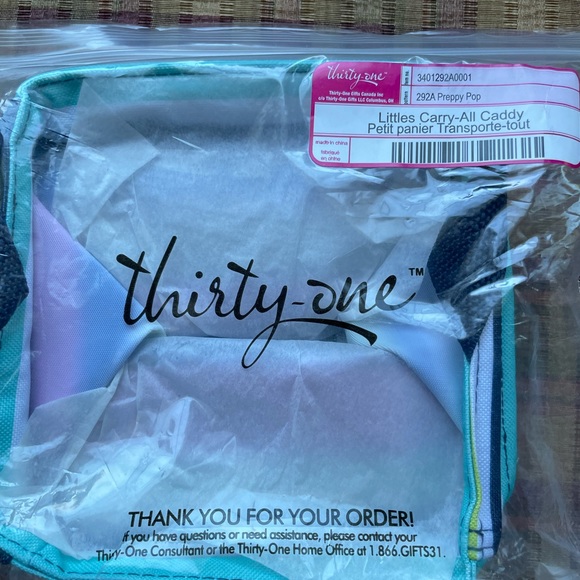 thirty-one™
Thirty-One Gifts Canada Inc
c/o Thirty-One Gifts LLC Columbus, OH
3401292A0001
292A Preppy Pop
Littles Carry-All Caddy
Petit panier Transporte-tout
made in china
fabriqué
en chine
thirty-one™
THANK YOU FOR YOUR ORDER!
If you have questions or need assistance, please contact your
Thirty-One Consultant or the Thirty-One Home Office at 1.866.GIFTS31.